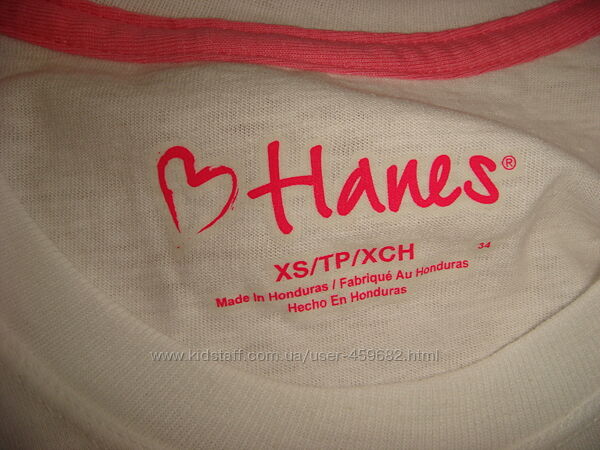 Hanes®
XS/TP/XCH
34
Made In Honduras / Fabriqué Au Honduras
Hecho En Honduras
www.kidstaff.com.ua/user-459682.html